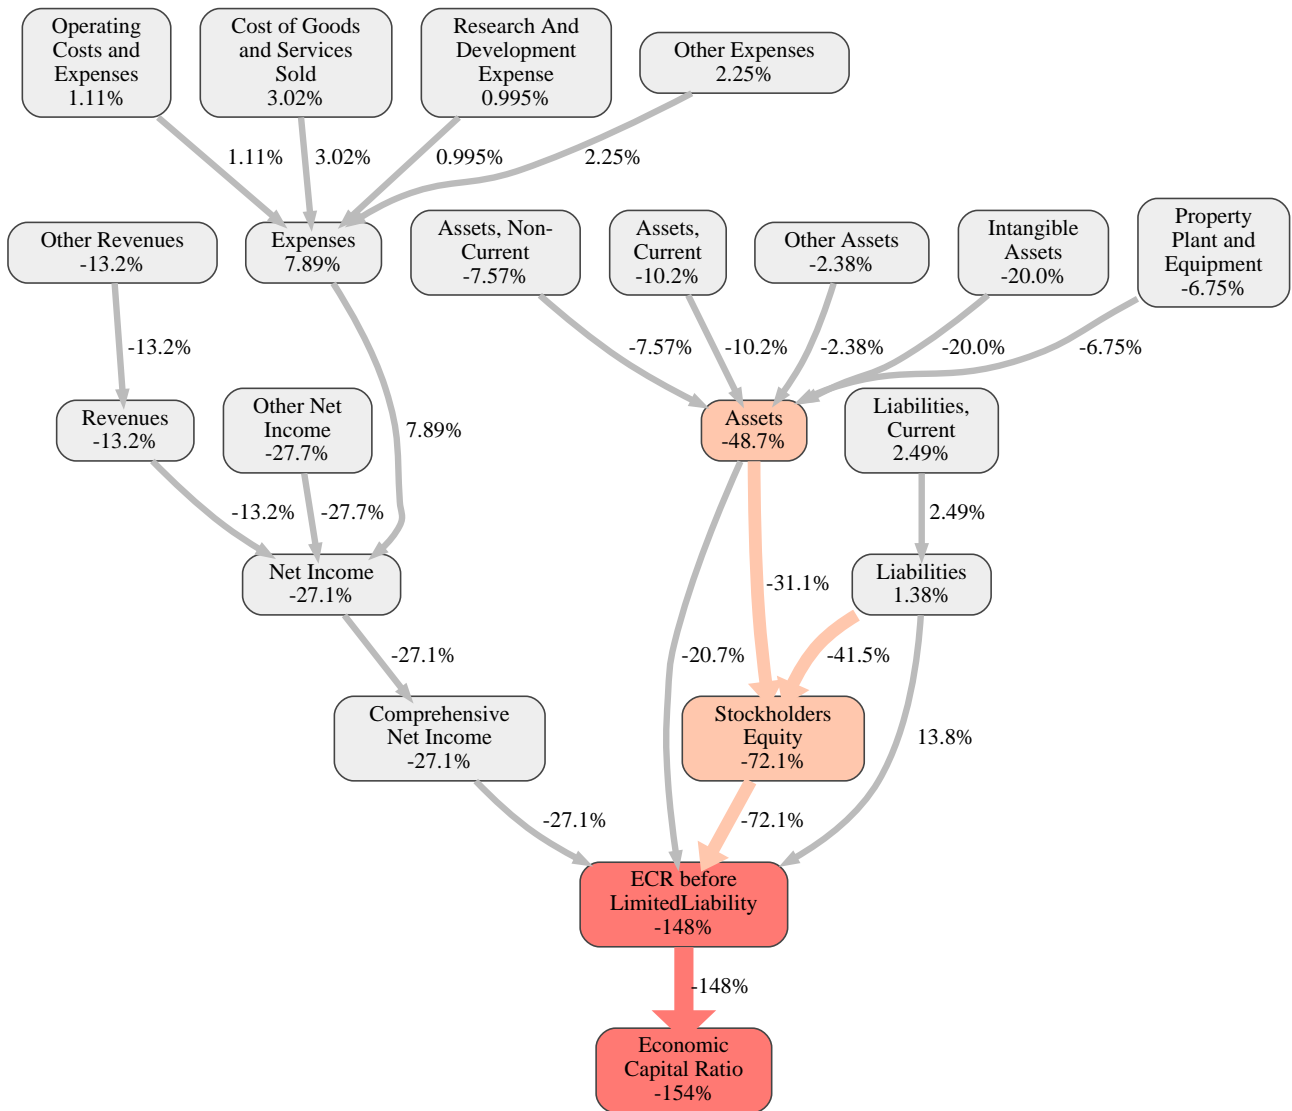 Operating
Costs and
Expenses
1.11%
Cost of Goods
and Services
Sold
3.02%
Research And
Development
Expense
0.995%
Other Expenses
2.25%
1.11%
3.02%
0.995%
2.25%
Other Revenues
-13.2%
Expenses
7.89%
Assets, Non-
Current
-7.57%
Assets,
Current
-10.2%
Other Assets
-2.38%
Intangible
Assets
-20.0%
Property
Plant and
Equipment
-6.75%
-13.2%
-7.57%
-10.2%
-2.38%
-20.0%
-6.75%
Revenues
-13.2%
Other Net
Income
-27.7%
7.89%
Assets
-48.7%
Liabilities,
Current
2.49%
-13.2%
-27.7%
2.49%
Net Income
-27.1%
-31.1%
Liabilities
1.38%
-27.1%
-20.7%
-41.5%
Comprehensive
Net Income
-27.1%
Stockholders
Equity
-72.1%
13.8%
-27.1%
-72.1%
ECR before
LimitedLiability
-148%
-148%
Economic
Capital Ratio
-154%